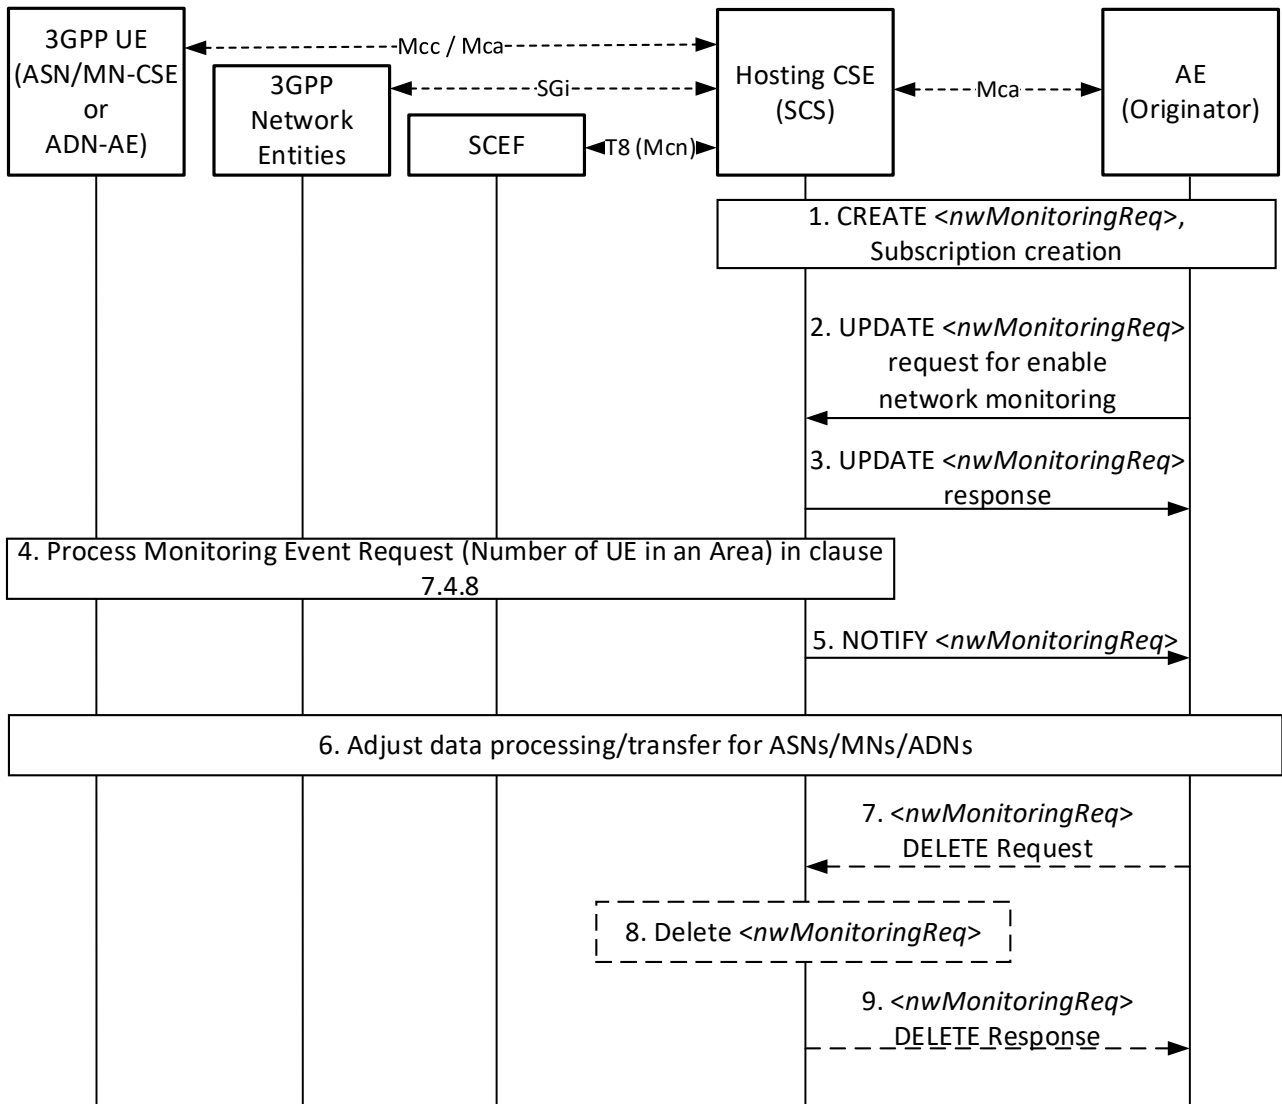 3GPP UE
(ASN/MN-CSE
or
ADN-AE)
Mcc / Mca
3GPP
Network
Entities
SGi
SCEF
T8 (Mcn)
Hosting CSE
(SCS)
Mca
AE
(Originator)
1. CREATE <nwMonitoringReq>,
Subscription creation
2. UPDATE <nwMonitoringReq>
request for enable
network monitoring
3. UPDATE <nwMonitoringReq>
response
4. Process Monitoring Event Request (Number of UE in an Area) in clause
7.4.8
5. NOTIFY <nwMonitoringReq>
6. Adjust data processing/transfer for ASNs/MNs/ADNs
7. <nwMonitoringReq>
DELETE Request
8. Delete <nwMonitoringReq>
9. <nwMonitoringReq>
DELETE Response